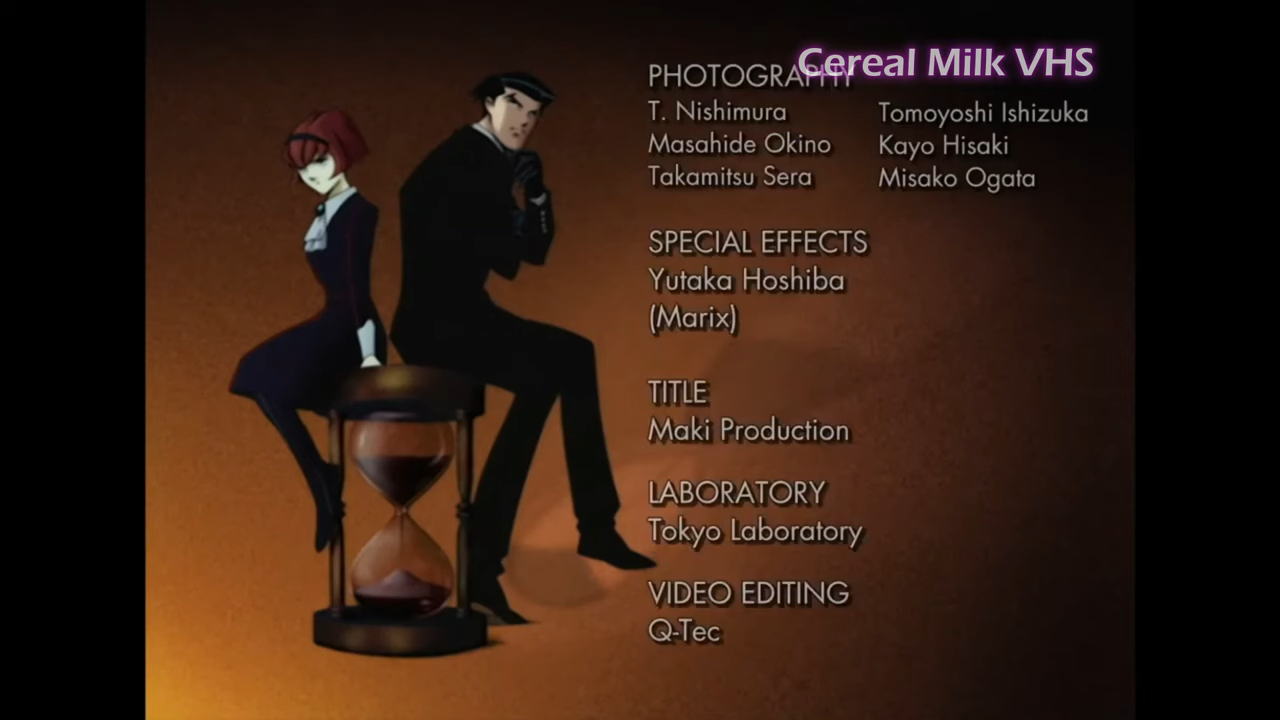 Cereal Milk VHS
PHOTOGRAPHY
T. Nishimura
Tomoyoshi Ishizuka
Masahide Okino
Kayo Hisaki
Takamitsu Sera
Misako Ogata
SPECIAL EFFECTS
Yutaka Hoshiba
(Marix)
TITLE
Maki Production
LABORATORY
Tokyo Laboratory
VIDEO EDITING
Q-Tec